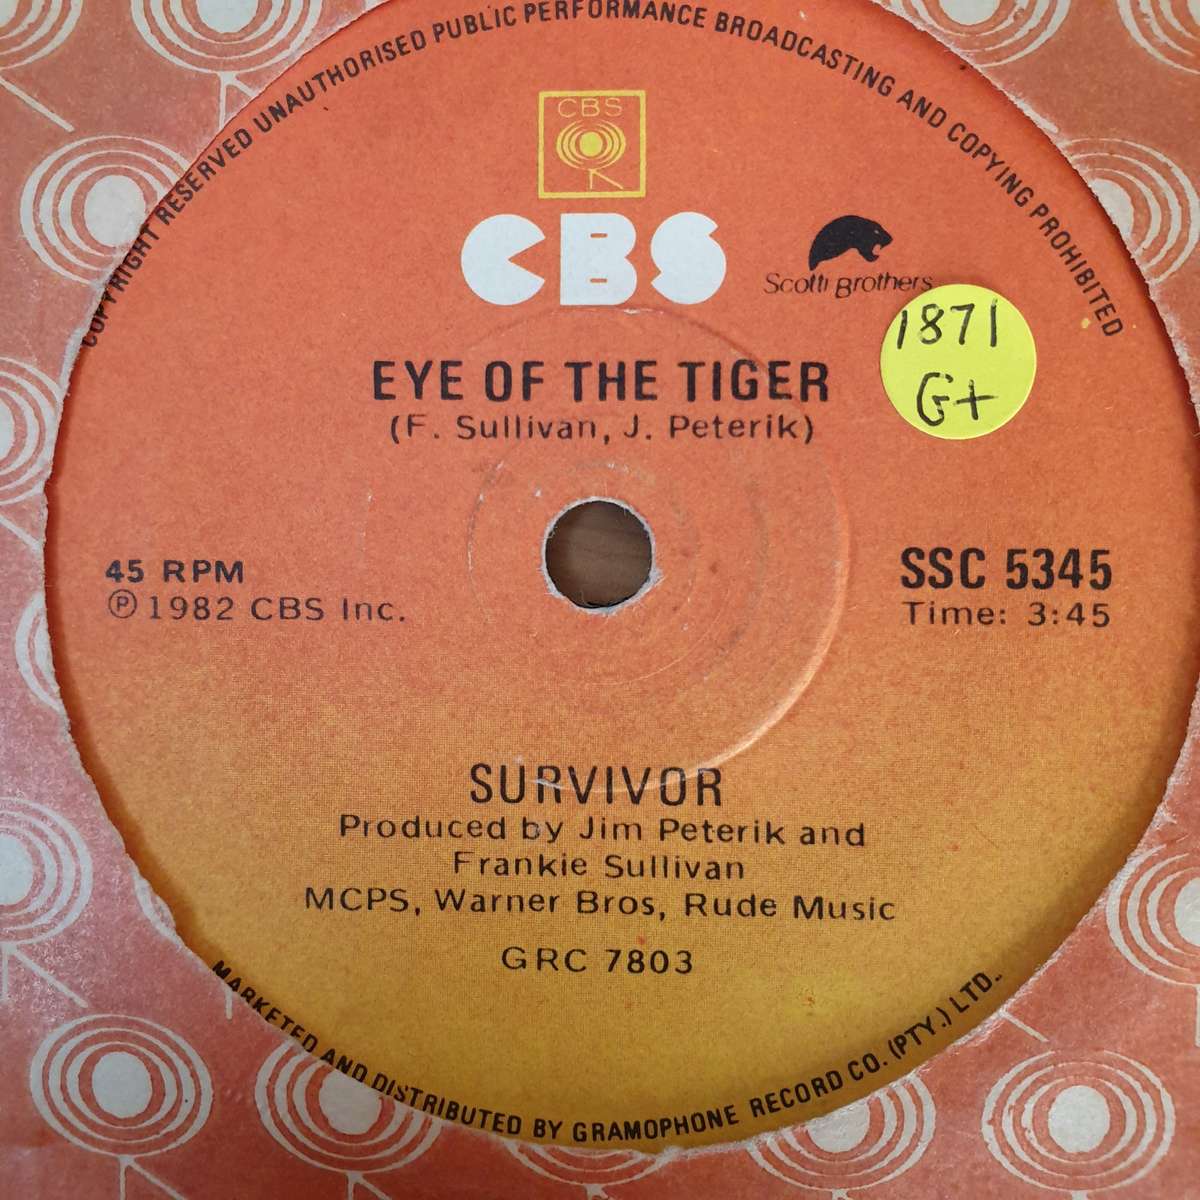 COPYRIGHT RESERVED UNAUTHORISED PUBLIC PERFORMANCE BROADCASTING AND COPYING PROHIBITED
CBS
CBS
Scotti Brothers
1871
G+
EYE OF THE TIGER
(F. Sullivan, J. Peterik)
45 RPM
℗ 1982 CBS Inc.
SSC 5345
Time: 3:45
SURVIVOR
Produced by Jim Peterik and
Frankie Sullivan
MCPS, Warner Bros, Rude Music
GRC 7803
MARKETED AND DISTRIBUTED BY GRAMOPHONE RECORD CO. (PTY.) LTD.